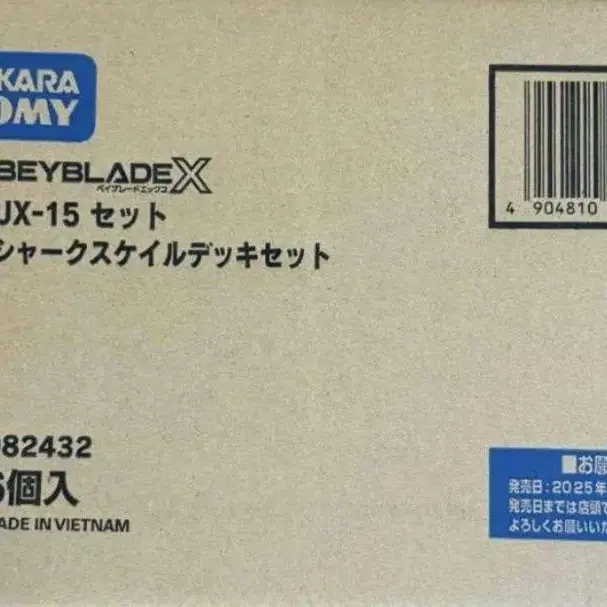 KARA
OMY
BEYBLADE X
ベイブレードエックス
UX-15 セット
シャークスケイルデッキセット
4 904810
982432
個入
MADE IN VIETNAM
■お願
発売日:2025年
発売日までは店頭で
よろしくお願いいた